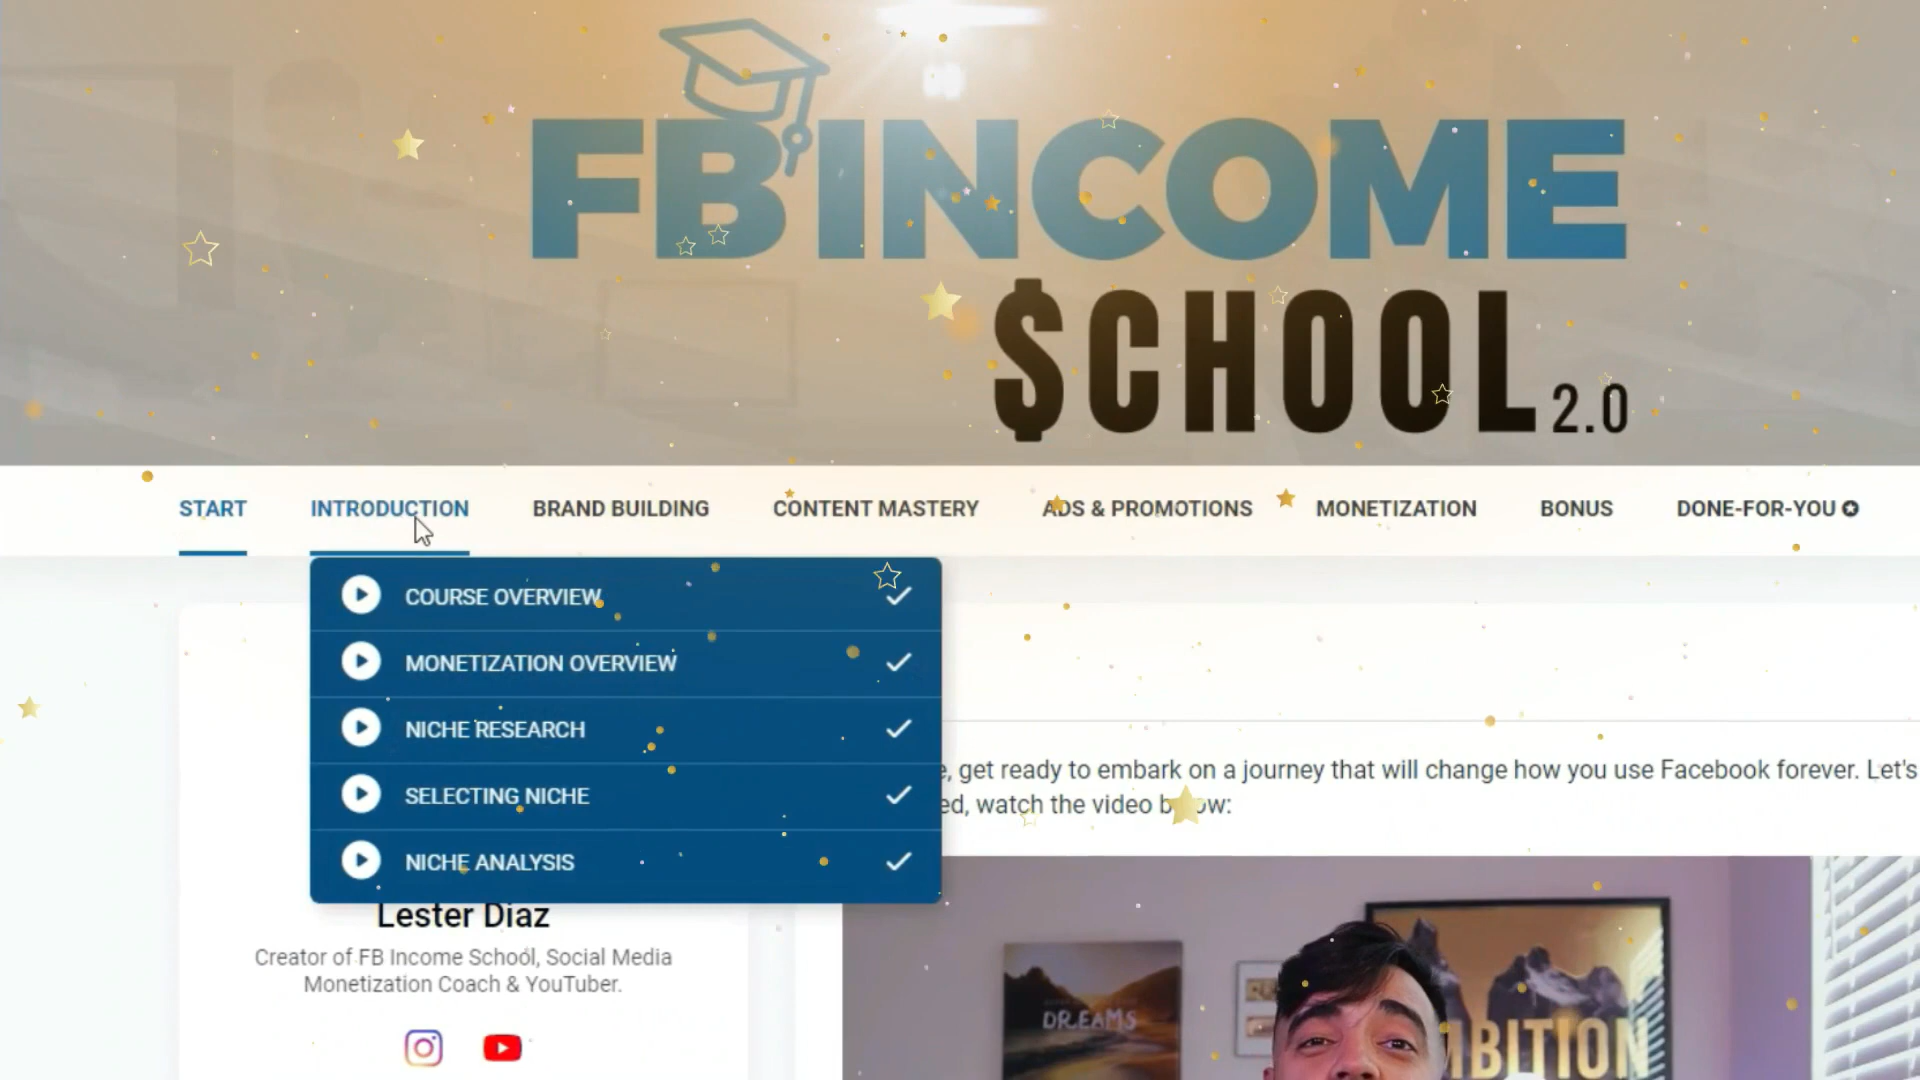 FBINCOME
$CHOOL 2.0
START INTRODUCTION BRAND BUILDING CONTENT MASTERY ADS & PROMOTIONS MONETIZATION BONUS DONE-FOR-YOU
COURSE OVERVIEW
MONETIZATION OVERVIEW
NICHE RESEARCH
SELECTING NICHE
NICHE ANALYSIS
e, get ready to embark on a journey that will change how you use Facebook forever. Let's
ed, watch the video below:
Lester Diaz
Creator of FB Income School, Social Media
Monetization Coach & YouTuber.
DREAMS
MBITION